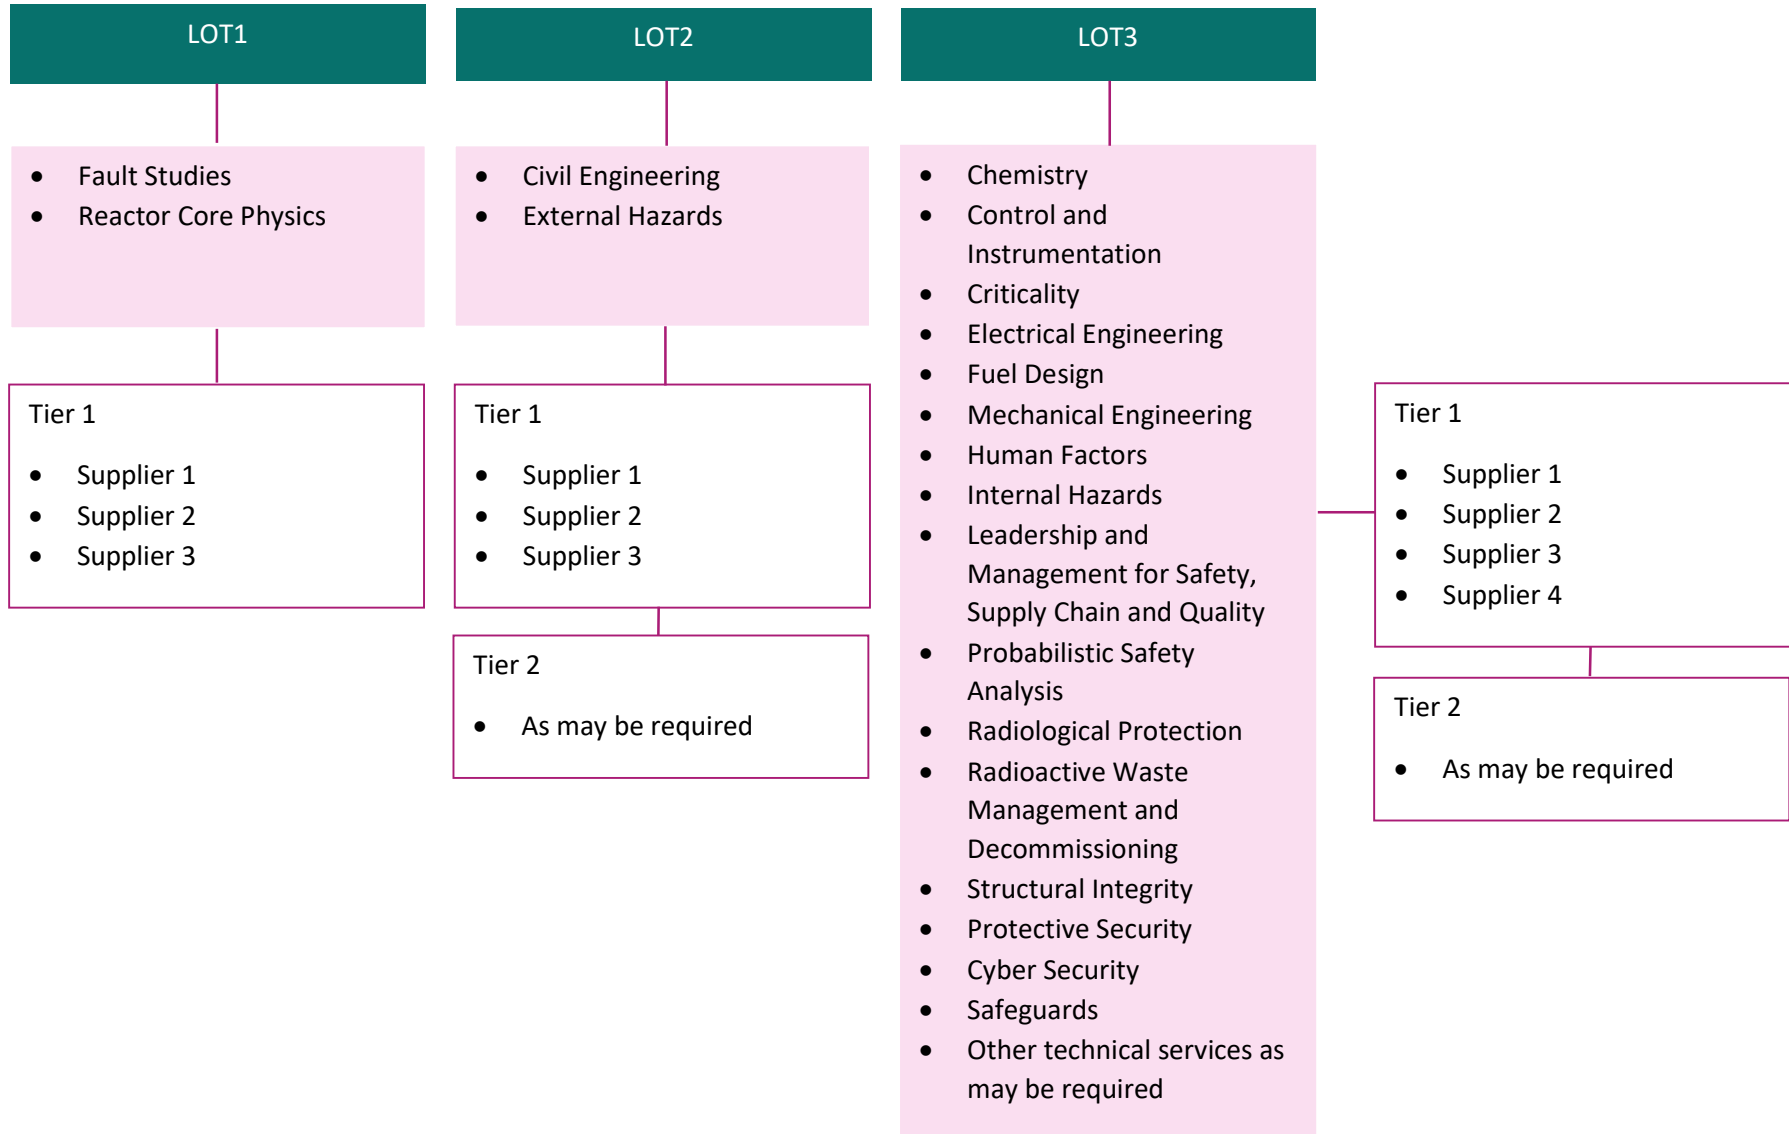 LOT1
• Fault Studies
• Reactor Core Physics
Tier 1
• Supplier 1
• Supplier 2
• Supplier 3
LOT2
• Civil Engineering
• External Hazards
Tier 1
• Supplier 1
• Supplier 2
• Supplier 3
Tier 2
• As may be required
LOT3
• Chemistry
• Control and
Instrumentation
• Criticality
• Electrical Engineering
• Fuel Design
• Mechanical Engineering
• Human Factors
• Internal Hazards
• Leadership and
Management for Safety,
Supply Chain and Quality
• Probabilistic Safety
Analysis
• Radiological Protection
• Radioactive Waste
Management and
Decommissioning
• Structural Integrity
• Protective Security
• Cyber Security
• Safeguards
• Other technical services as
may be required
Tier 1
• Supplier 1
• Supplier 2
• Supplier 3
• Supplier 4
Tier 2
• As may be required